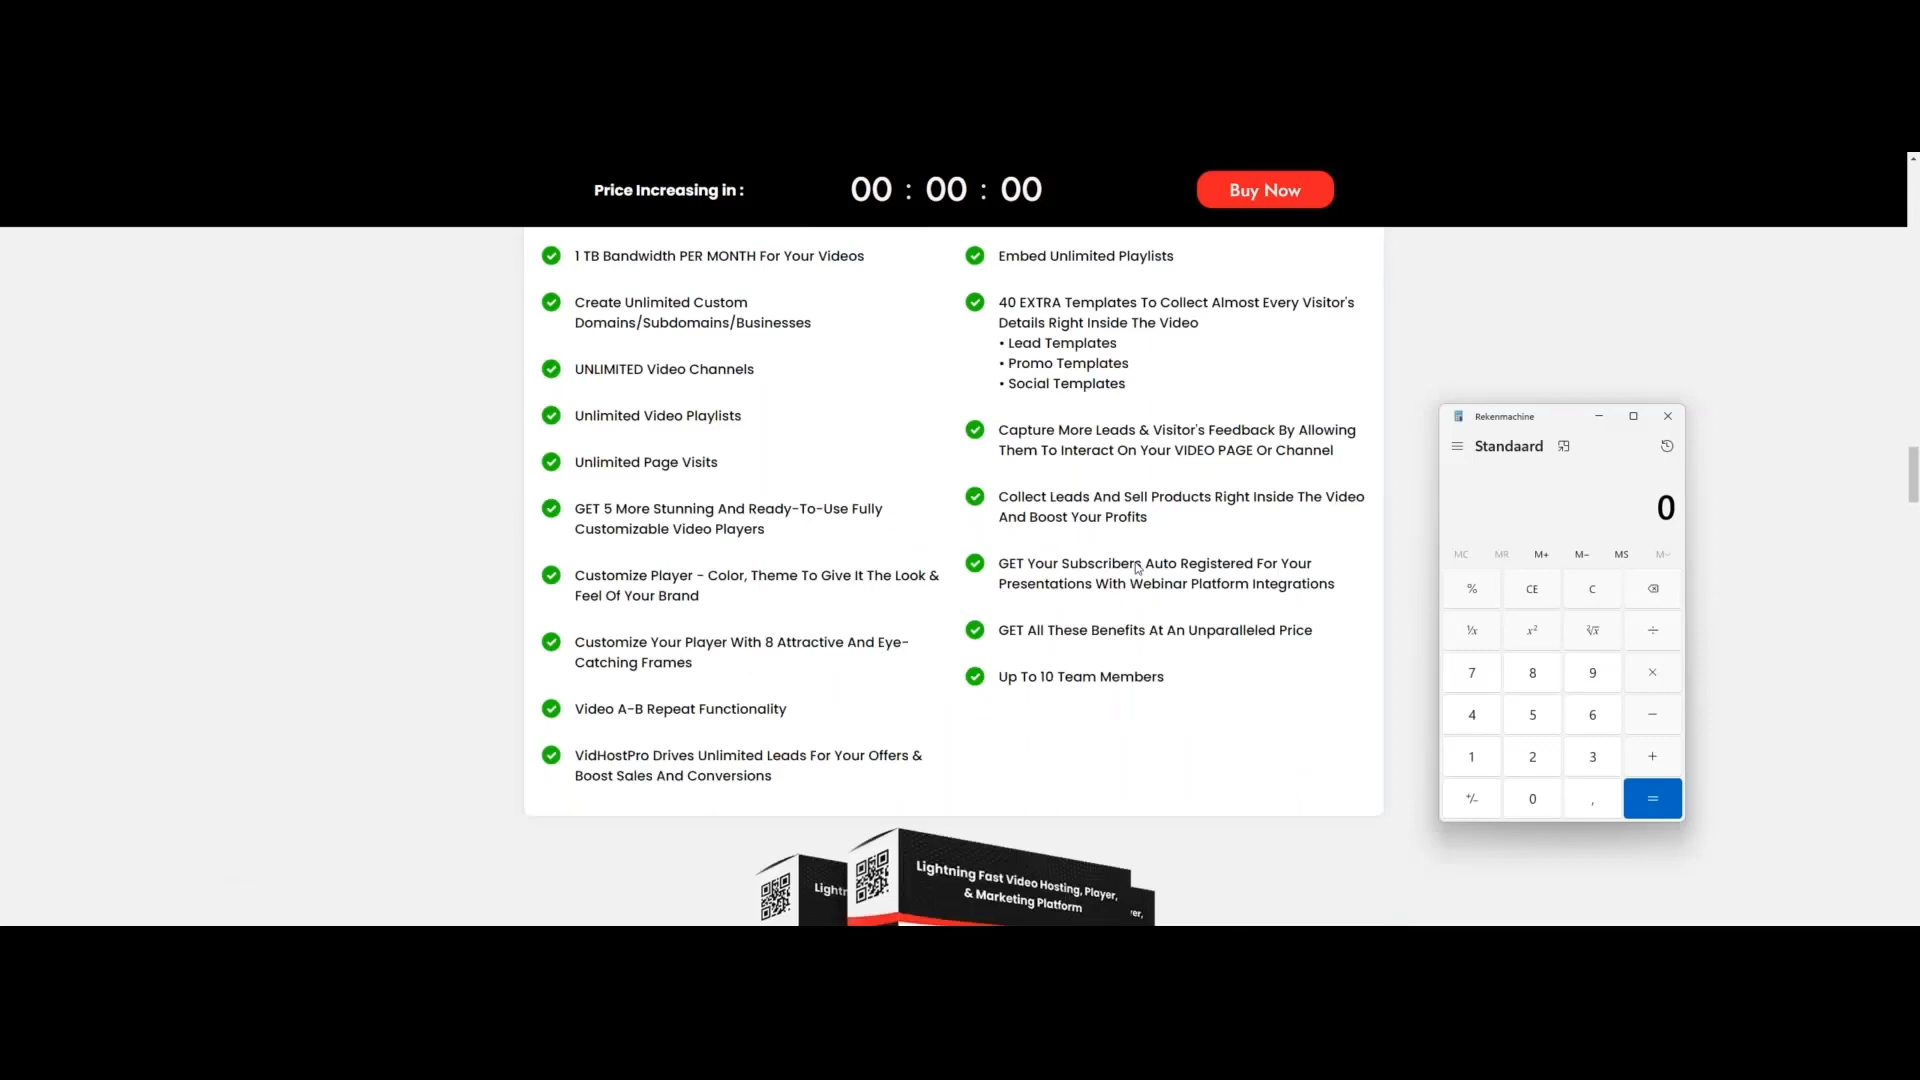 Price Increasing in :
00 : 00 : 00
Buy Now
1 TB Bandwidth PER MONTH For Your Videos
Create Unlimited Custom
Domains/Subdomains/Businesses
UNLIMITED Video Channels
Unlimited Video Playlists
Unlimited Page Visits
GET 5 More Stunning And Ready-To-Use Fully
Customizable Video Players
Customize Player - Color, Theme To Give It The Look &
Feel Of Your Brand
Customize Your Player With 8 Attractive And Eye-
Catching Frames
Video A-B Repeat Functionality
VidHostPro Drives Unlimited Leads For Your Offers &
Boost Sales And Conversions
Embed Unlimited Playlists
40 EXTRA Templates To Collect Almost Every Visitor's
Details Right Inside The Video
• Lead Templates
• Promo Templates
• Social Templates
Capture More Leads & Visitor's Feedback By Allowing
Them To Interact On Your VIDEO PAGE Or Channel
Collect Leads And Sell Products Right Inside The Video
And Boost Your Profits
GET Your Subscribers Auto Registered For Your
Presentations With Webinar Platform Integrations
GET All These Benefits At An Unparalleled Price
Up To 10 Team Members
Lightning Fast Video Hosting, Player,
& Marketing Platform
Rekenmachine
Standaard
0
MC MR M+ M- MS M
% CE C
¹/x x² ²√x ÷
7 8 9 ×
4 5 6 −
1 2 3 +
+/- 0 , =